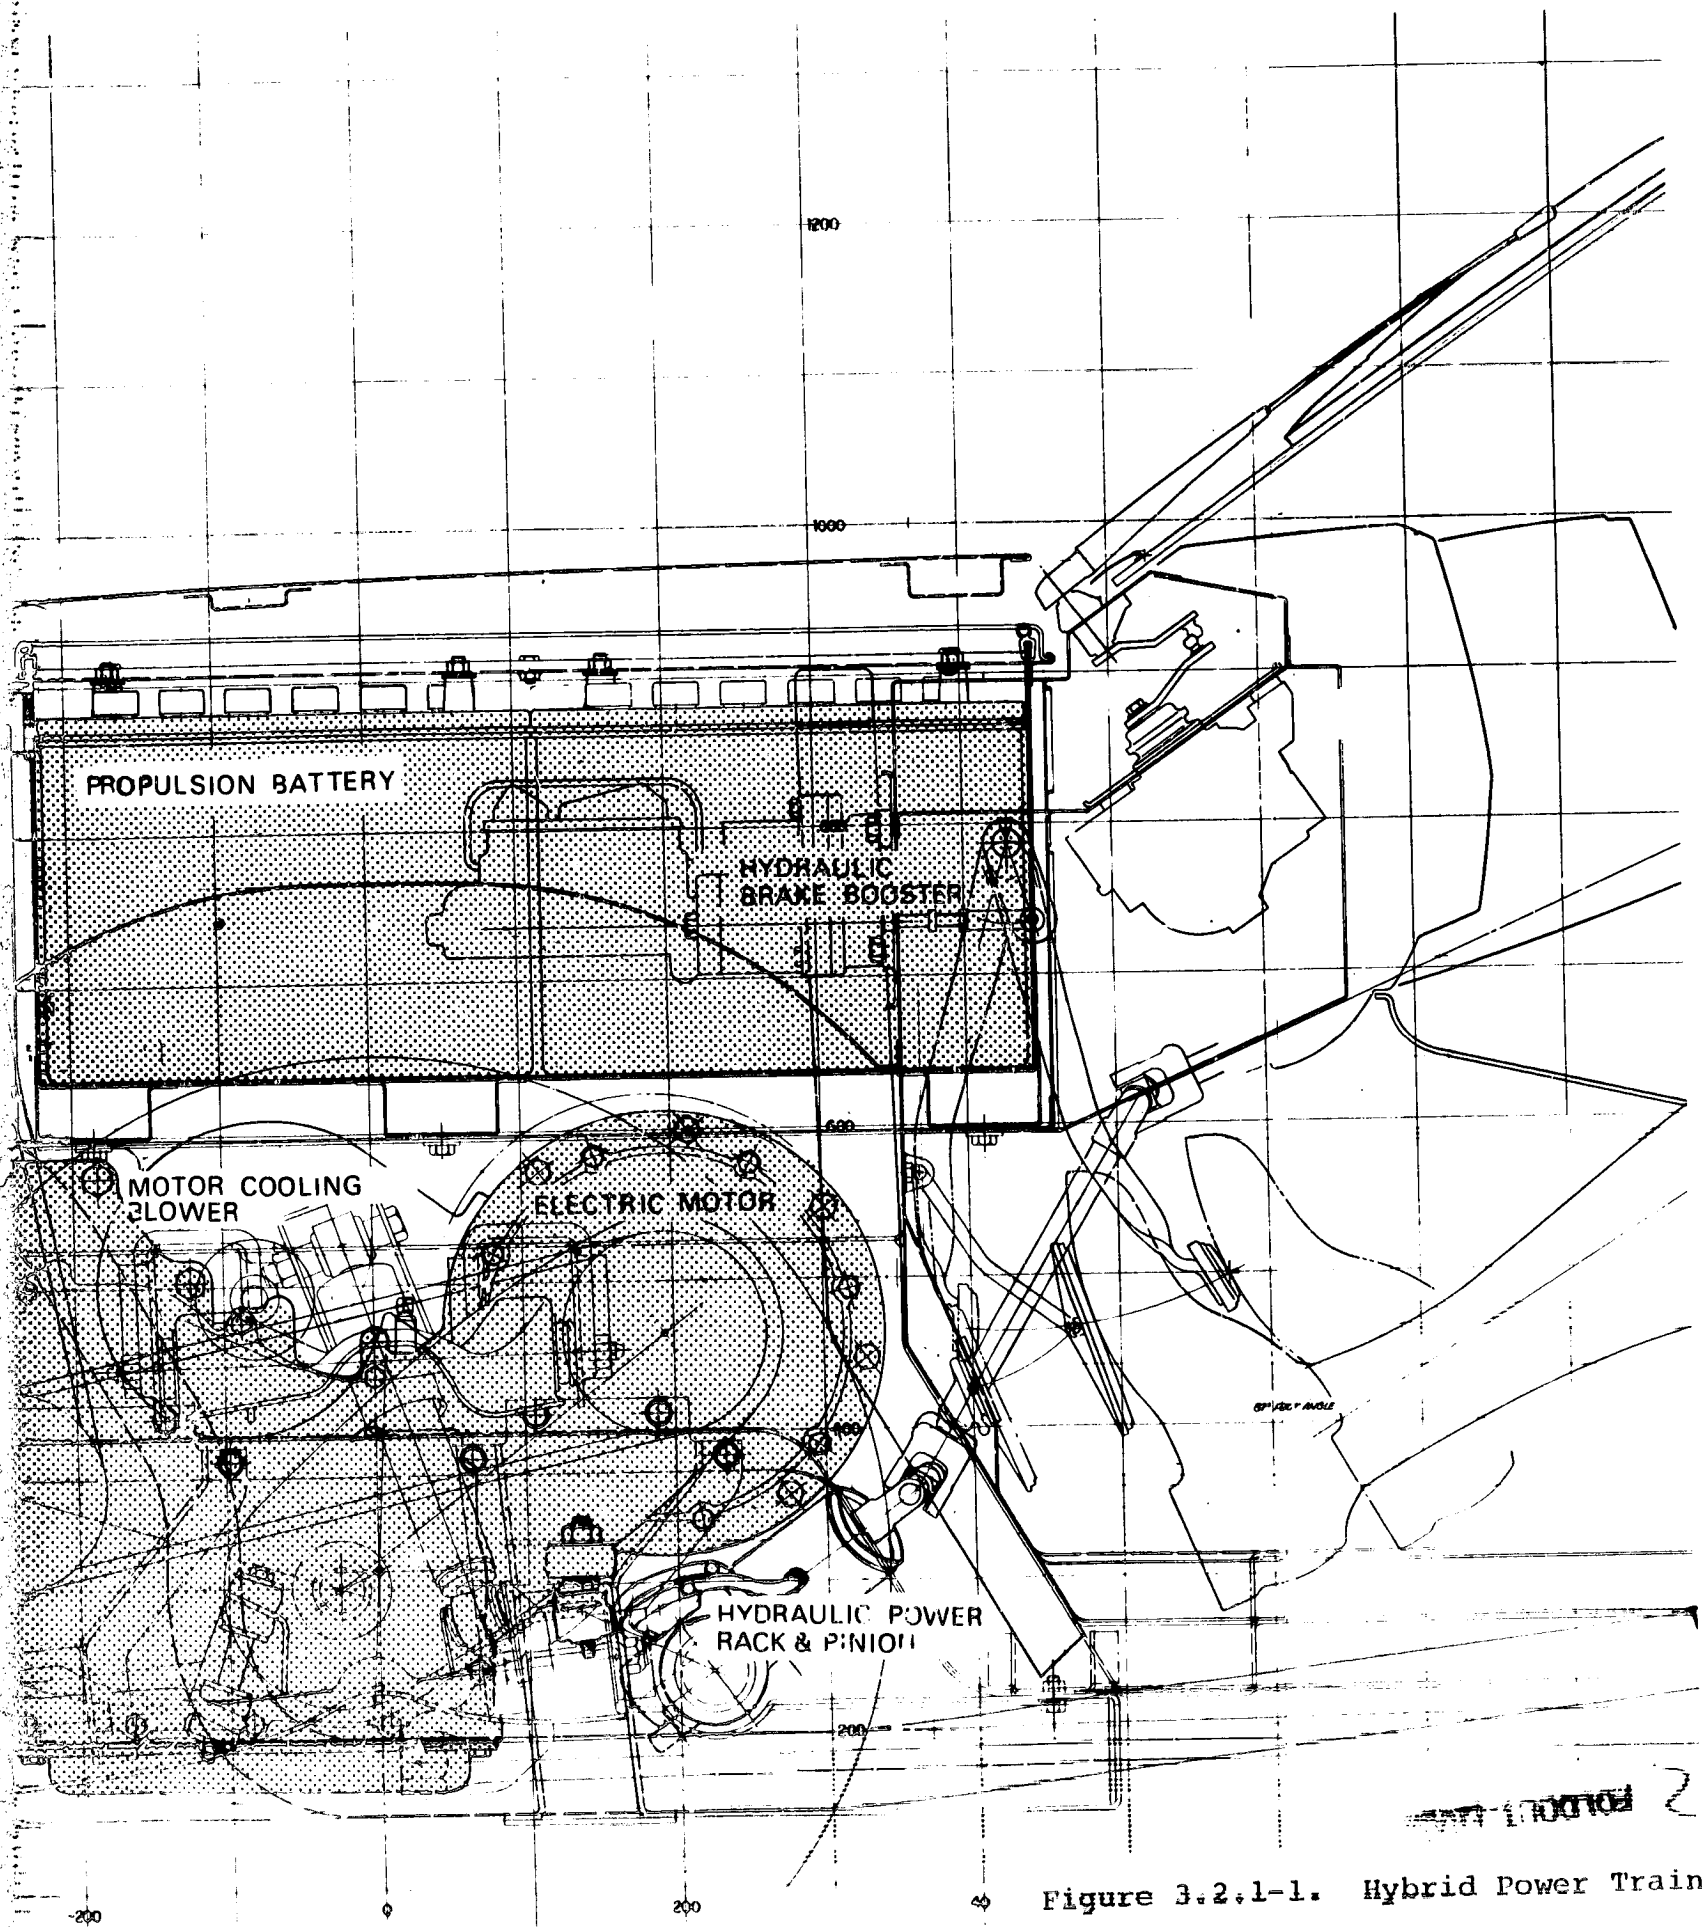 1200
1000
PROPULSION BATTERY
HYDRAULIC
BRAKE BOOSTER
600
MOTOR COOLING
BLOWER
ELECTRIC MOTOR
HYDRAULIC POWER
RACK & PINION
200
-200
0
200
Figure 3.2.1-1. Hybrid Power Train